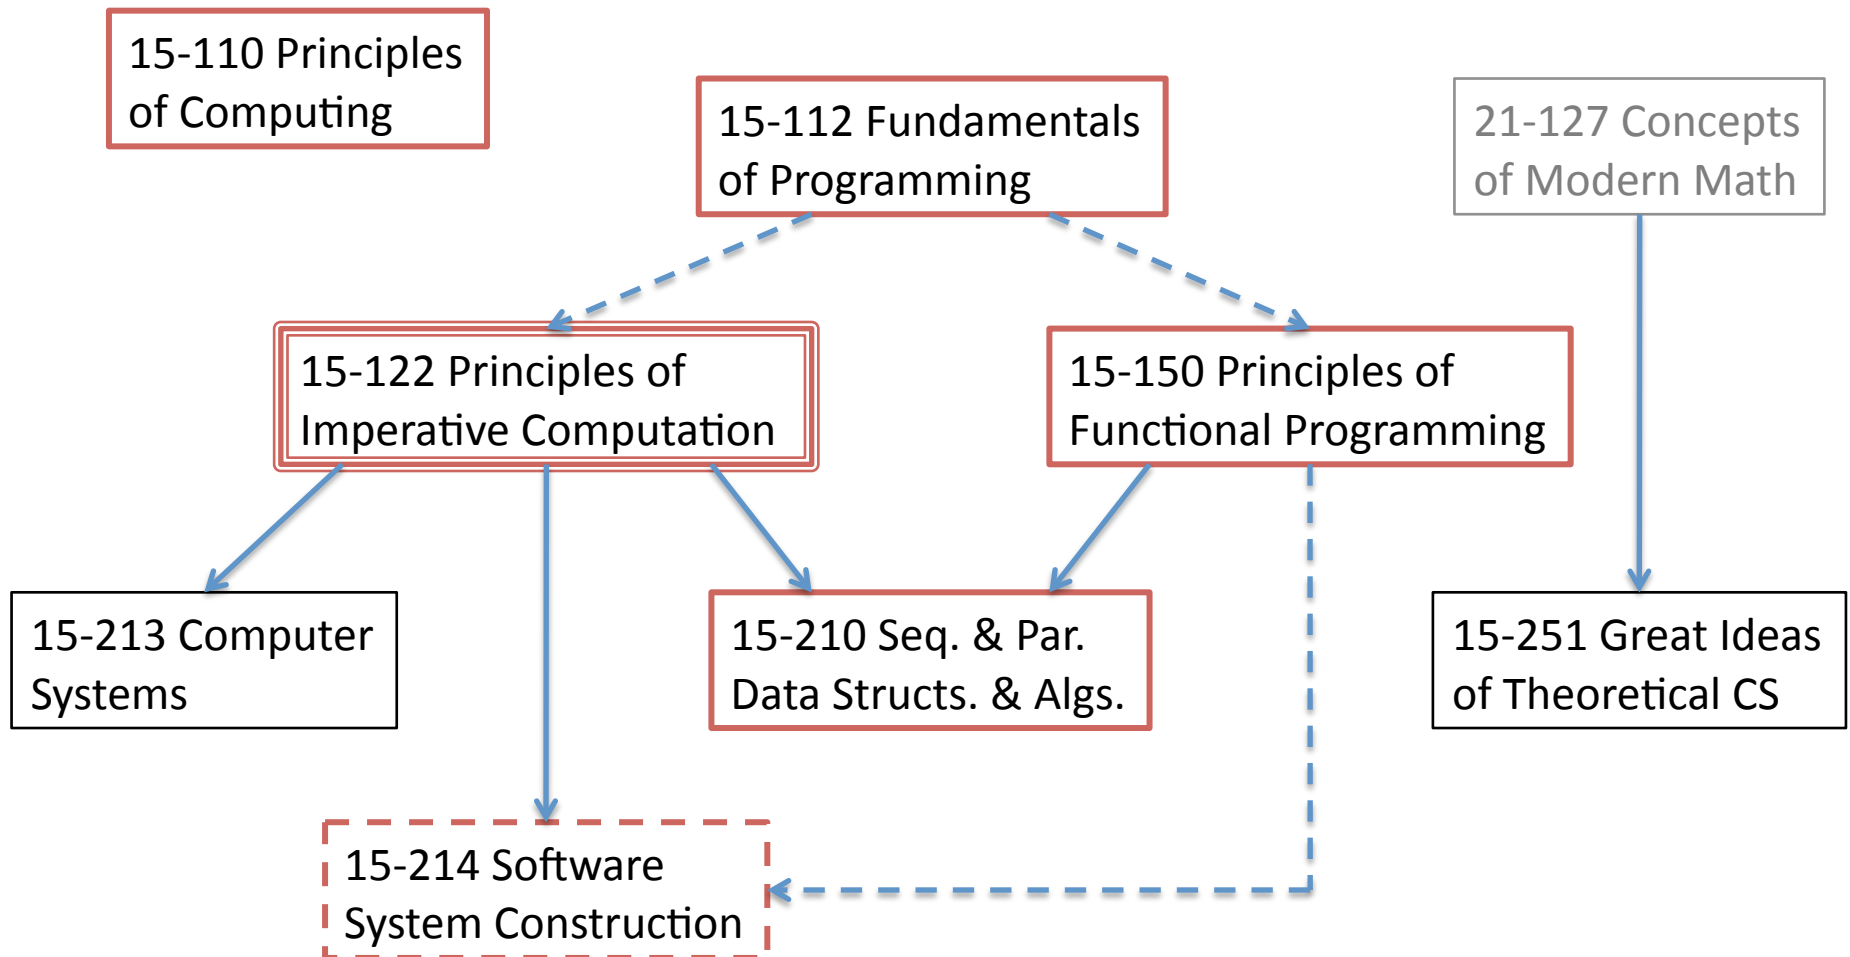 15-110 Principles
of Computing
15-112 Fundamentals
of Programming
21-127 Concepts
of Modern Math
15-122 Principles of
Imperative Computation
15-150 Principles of
Functional Programming
15-213 Computer
Systems
15-210 Seq. & Par.
Data Structs. & Algs.
15-251 Great Ideas
of Theoretical CS
15-214 Software
System Construction